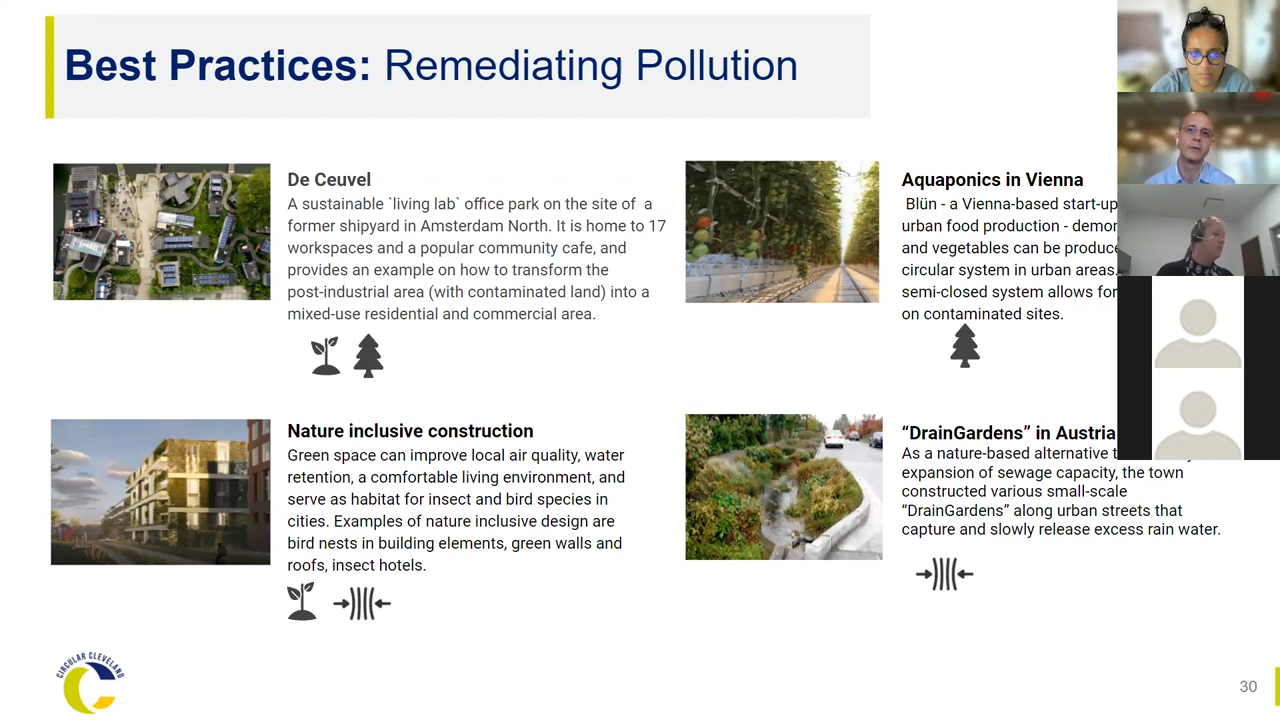 Best Practices: Remediating Pollution
De Ceuvel
A sustainable `living lab` office park on the site of a
former shipyard in Amsterdam North. It is home to 17
workspaces and a popular community cafe, and
provides an example on how to transform the
post-industrial area (with contaminated land) into a
mixed-use residential and commercial area.
Aquaponics in Vienna
Blün - a Vienna-based start-up
urban food production -
and vegetables can be
circular system in urban areas.
semi-closed system allows for
on contaminated sites.
Nature inclusive construction
Green space can improve local air quality, water
retention, a comfortable living environment, and
serve as habitat for insect and bird species in
cities. Examples of nature inclusive design are
bird nests in building elements, green walls and
roofs, insect hotels.
“DrainGardens” in Austria
As a nature-based alternative
expansion of sewage capacity, the town
constructed various small-scale
“DrainGardens” along urban streets that
capture and slowly release excess rain water.
CIRCULAR CLEVELAND
30